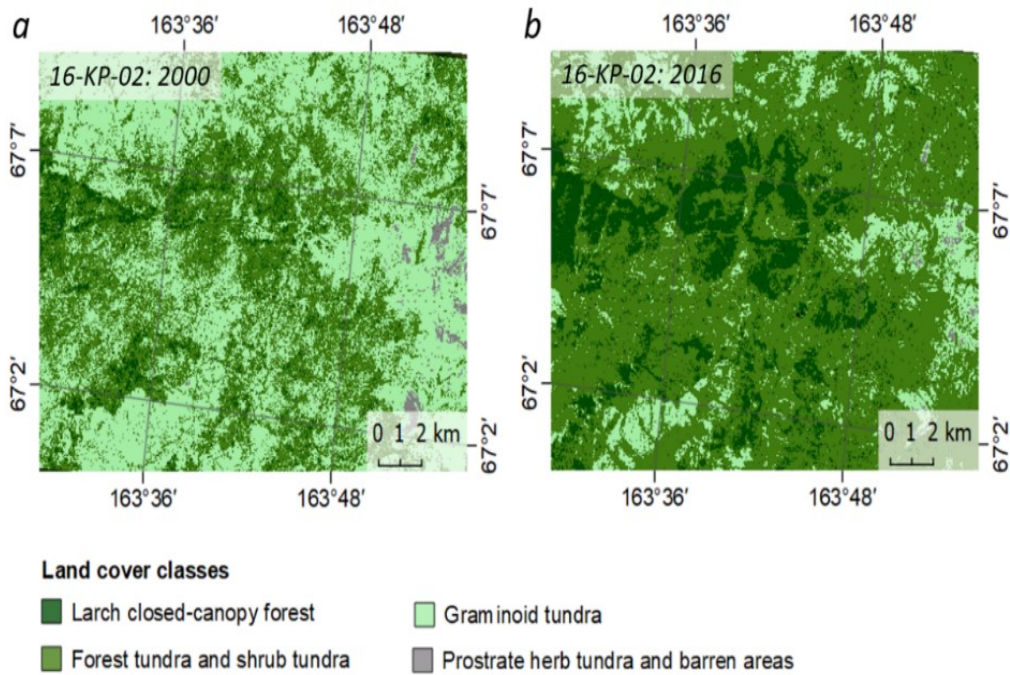 a
163°36′ 163°48′
16-KP-02: 2000
67°7′
67°7′
67°2′
67°2′
0 1 2 km
163°36′ 163°48′
b
163°36′ 163°48′
16-KP-02: 2016
67°7′
67°7′
67°2′
67°2′
0 1 2 km
163°36′ 163°48′
Land cover classes
Larch closed-canopy forest
Graminoid tundra
Forest tundra and shrub tundra
Prostrate herb tundra and barren areas